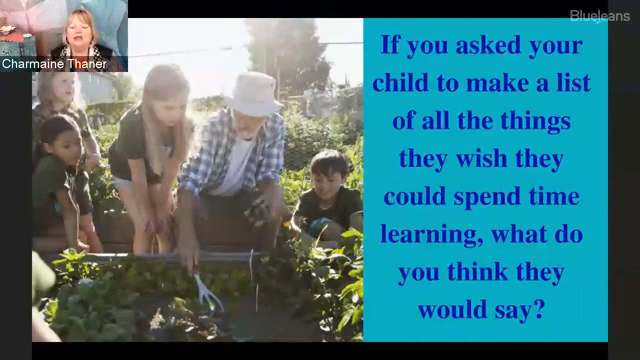 BlueJeans
Charmaine Thaner
If you asked your
child to make a list
of all the things
they wish they
could spend time
learning, what do
you think they
would say?